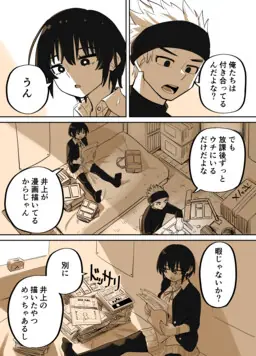 俺たちは
付き合ってる
んだよな？
うん
でも
放課後ずっと
ウチにいる
だけだよな
井上が
漫画描いてる
からじゃん
暇じゃないか？
別に
ドッサリ
井上の
描いたやつ
めっちゃあるし